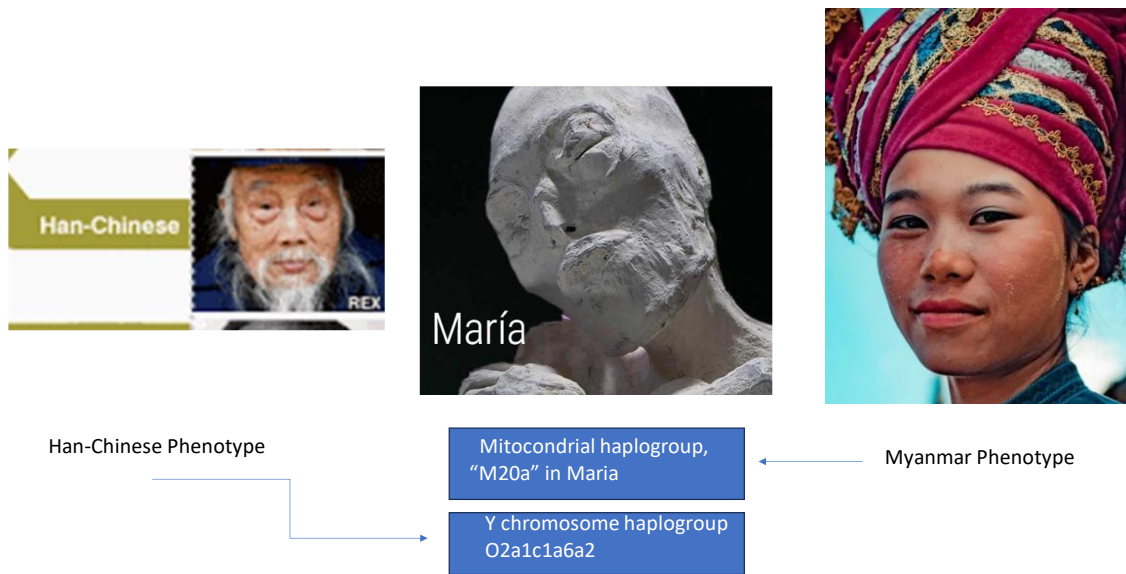 Han-Chinese
REX
María
Han-Chinese Phenotype
Mitocondrial haplogroup,
“M20a” in Maria
Myanmar Phenotype
Y chromosome haplogroup
O2a1c1a6a2